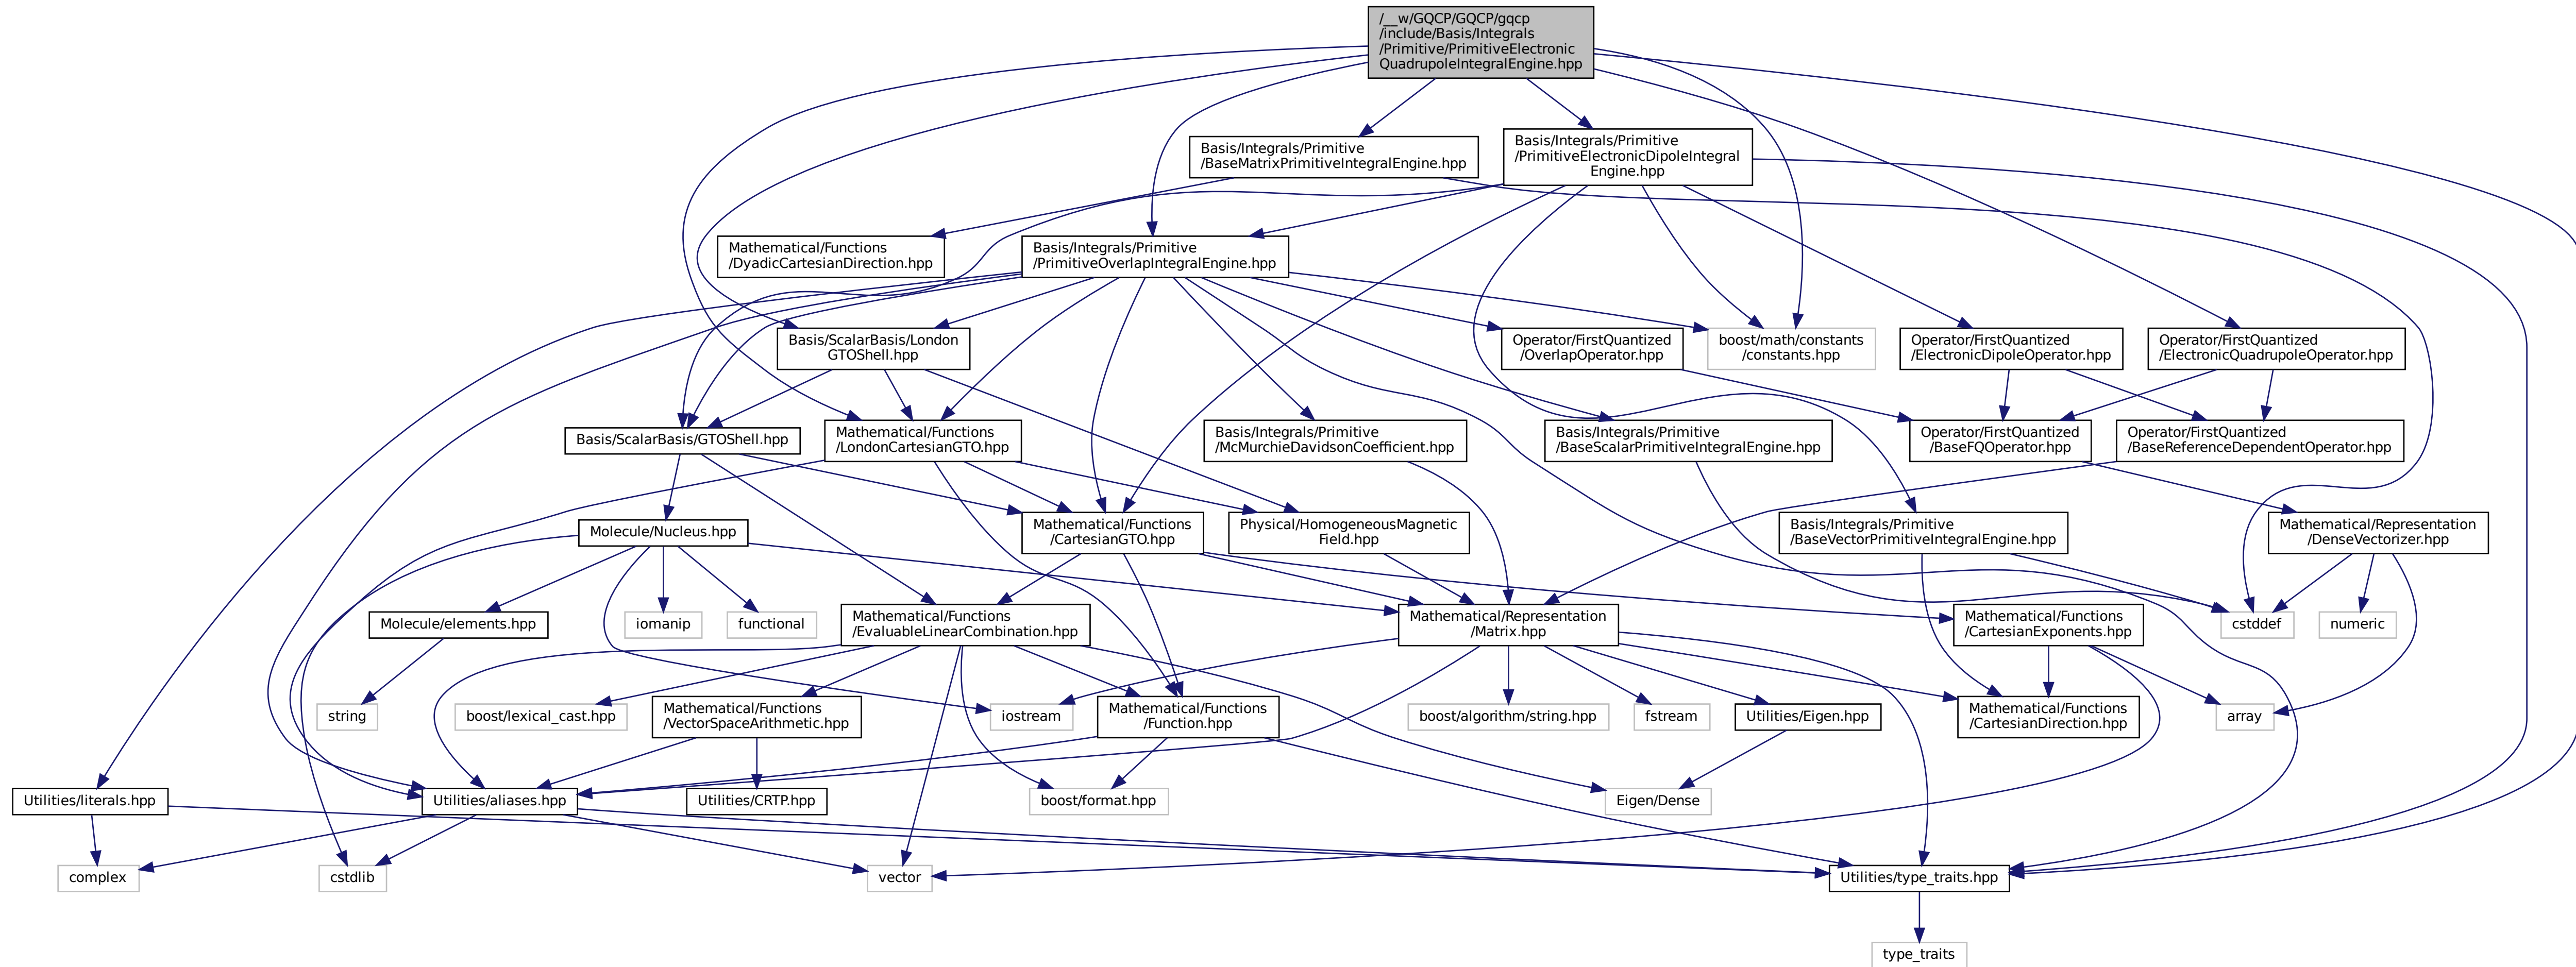 /__w/GQCP/GQCP/gqcp
/include/Basis/Integrals
/Primitive/PrimitiveElectronic
QuadrupoleIntegralEngine.hpp
Basis/Integrals/Primitive
/BaseMatrixPrimitiveIntegralEngine.hpp
Basis/Integrals/Primitive
/PrimitiveElectronicDipoleIntegral
Engine.hpp
Mathematical/Functions
/DyadicCartesianDirection.hpp
Basis/Integrals/Primitive
/PrimitiveOverlapIntegralEngine.hpp
Basis/ScalarBasis/London
GTOShell.hpp
Operator/FirstQuantized
/OverlapOperator.hpp
boost/math/constants
/constants.hpp
Operator/FirstQuantized
/ElectronicDipoleOperator.hpp
Operator/FirstQuantized
/ElectronicQuadrupoleOperator.hpp
Basis/ScalarBasis/GTOShell.hpp
Mathematical/Functions
/LondonCartesianGTO.hpp
Basis/Integrals/Primitive
/McMurchieDavidsonCoefficient.hpp
Basis/Integrals/Primitive
/BaseScalarPrimitiveIntegralEngine.hpp
Operator/FirstQuantized
/BaseFQOperator.hpp
Operator/FirstQuantized
/BaseReferenceDependentOperator.hpp
Molecule/Nucleus.hpp
Mathematical/Functions
/CartesianGTO.hpp
Physical/HomogeneousMagnetic
Field.hpp
Basis/Integrals/Primitive
/BaseVectorPrimitiveIntegralEngine.hpp
Mathematical/Representation
/DenseVectorizer.hpp
Molecule/elements.hpp
iomanip
functional
Mathematical/Functions
/EvaluableLinearCombination.hpp
Mathematical/Representation
/Matrix.hpp
Mathematical/Functions
/CartesianExponents.hpp
cstddef
numeric
string
boost/lexical_cast.hpp
Mathematical/Functions
/VectorSpaceArithmetic.hpp
iostream
Mathematical/Functions
/Function.hpp
boost/algorithm/string.hpp
fstream
Utilities/Eigen.hpp
Mathematical/Functions
/CartesianDirection.hpp
array
Utilities/literals.hpp
Utilities/aliases.hpp
Utilities/CRTP.hpp
boost/format.hpp
Eigen/Dense
complex
cstdlib
vector
Utilities/type_traits.hpp
type_traits